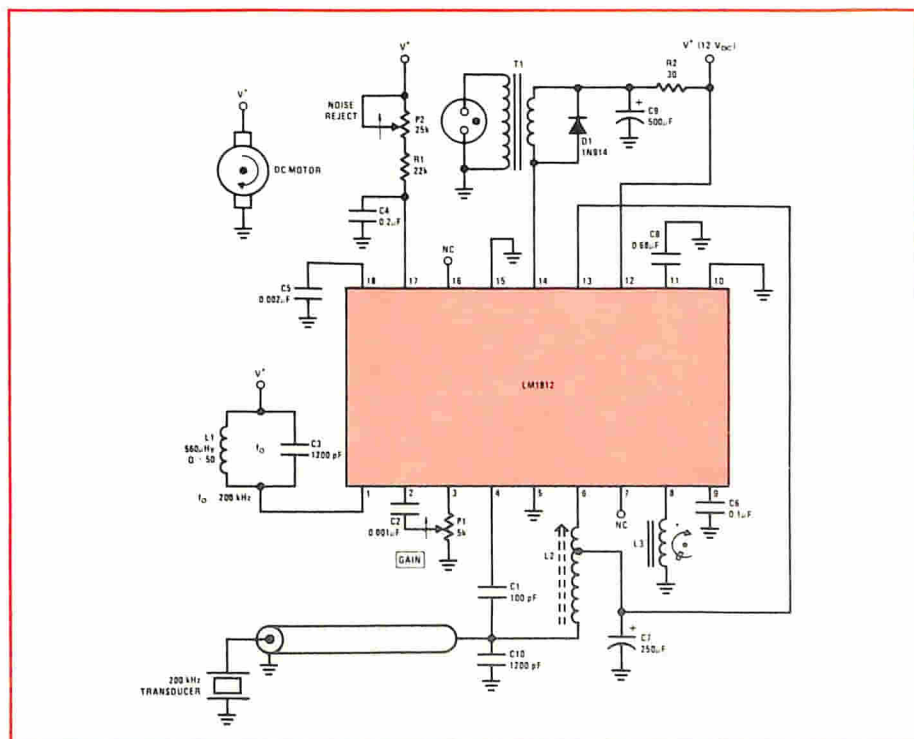 V+
DC MOTOR
V+
NOISE
REJECT
P2
25k
R1
22k
C4
0.2μF
T1
D1
1N914
C9
500μF
R2
30
V+ (12 VDC)
C8
0.68μF
NC
C5
0.002μF
18
17
16
15
14
13
12
11
10
LM1812
V+
L1
560μHy
Q - 50
fO
C3
1200 pF
fO 200 kHz
1
2
3
4
5
6
7
8
9
C2
0.001μF
P1
5k
GAIN
NC
L2
L3
C6
0.1μF
C1
100 pF
C10
1200 pF
C7
250μF
200 kHz
TRANSDUCER